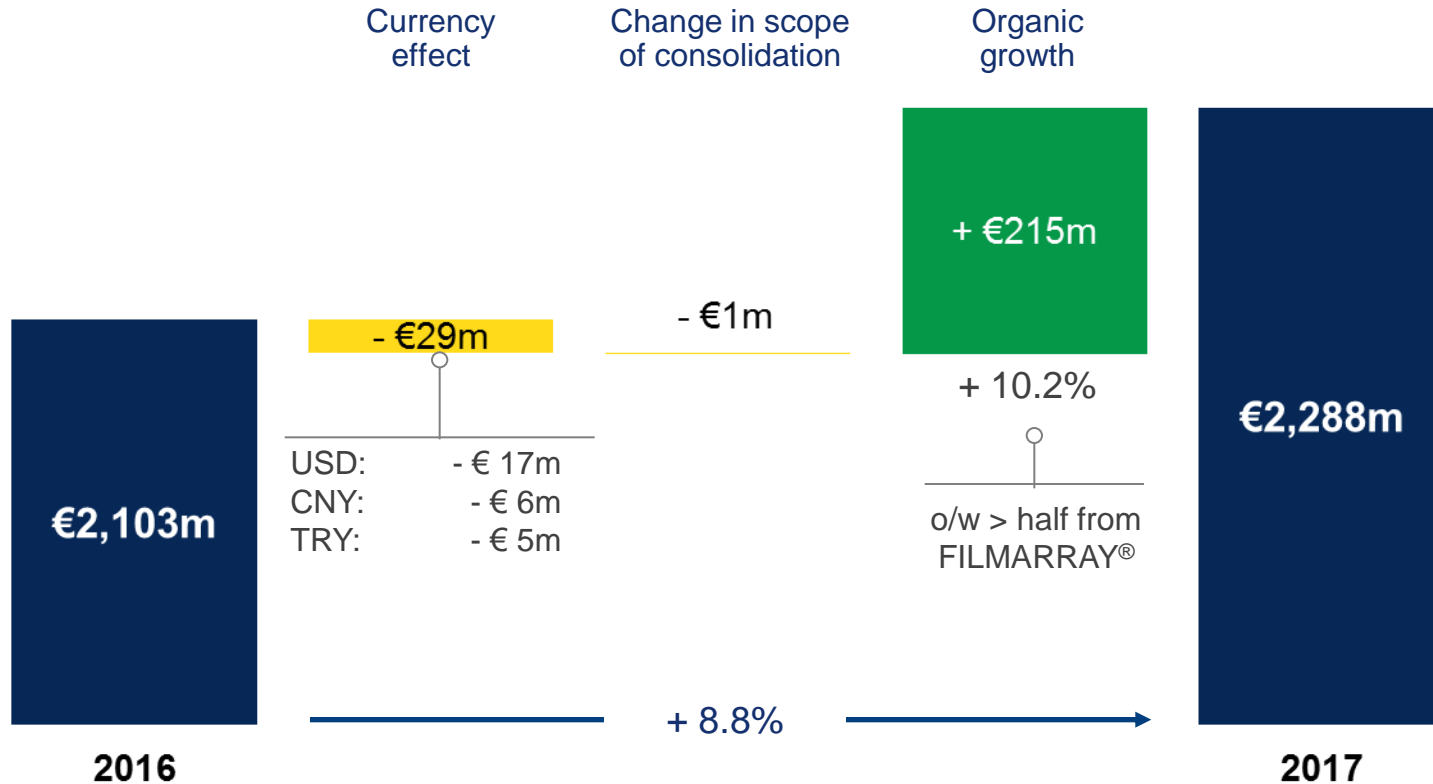 Currency
effect
Change in scope
of consolidation
Organic
growth
- €29m
- €1m
+ €215m
+ 10.2%
USD: - € 17m
CNY: - € 6m
TRY: - € 5m
o/w > half from
FILMARRAY®
€2,103m
€2,288m
+ 8.8%
2016
2017